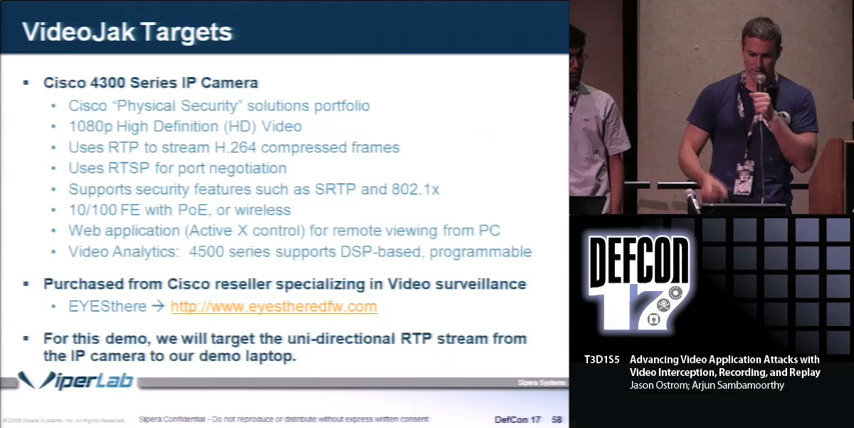 VideoJak Targets
Cisco 4300 Series IP Camera
Cisco "Physical Security" solutions portfolio
1080p High Definition (HD) Video
Uses RTP to stream H.264 compressed frames
Uses RTSP for port negotiation
Supports security features such as SRTP and 802.1x
10/100 FE with PoE, or wireless
Web application (Active X control) for remote viewing from PC
Video Analytics: 4500 series supports DSP-based, programmable
Purchased from Cisco reseller specializing in Video surveillance
EYESthere → http://www.eyestheredfw.com
For this demo, we will target the uni-directional RTP stream from
the IP camera to our demo laptop.
ViperLab
Sipera Systems
Sipera Confidential - Do not reproduce or distribute without express written consent
DefCon 17 58
DEFCON
17
T3D1S5 Advancing Video Application Attacks with
Video Interception, Recording, and Replay
Jason Ostrom; Arjun Sambamoorthy